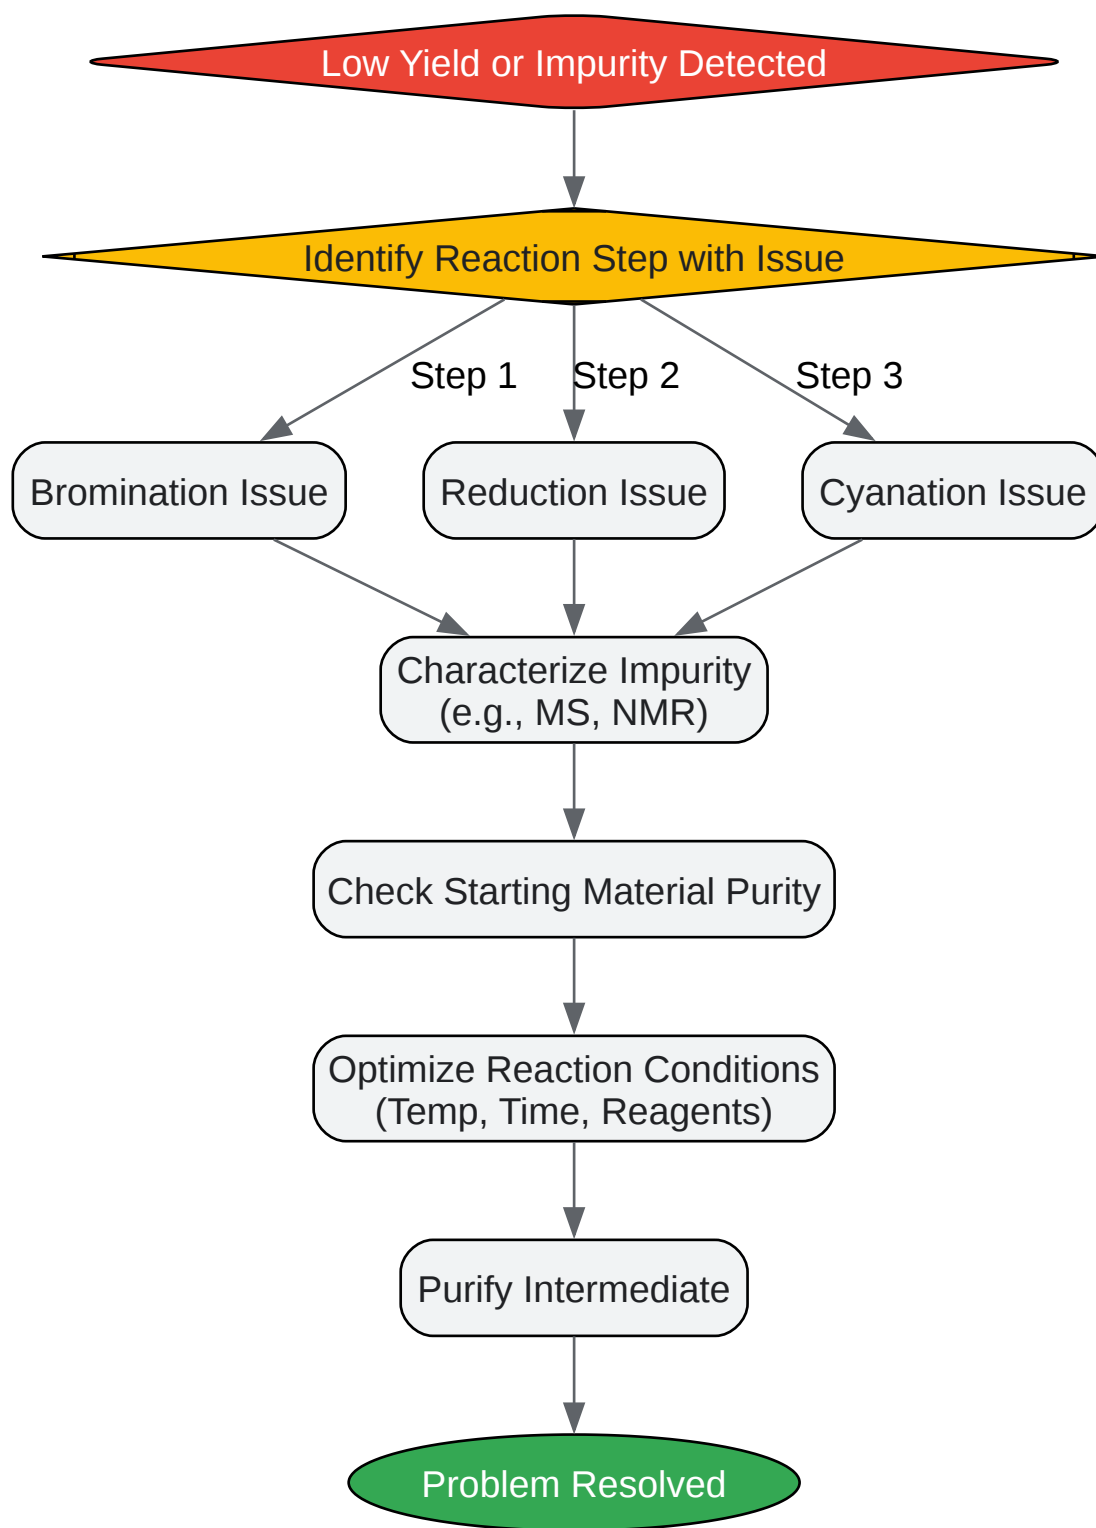 Low Yield or Impurity Detected
Identify Reaction Step with Issue
Step 1
Step 2
Step 3
Bromination Issue
Reduction Issue
Cyanation Issue
Characterize Impurity
(e.g., MS, NMR)
Check Starting Material Purity
Optimize Reaction Conditions
(Temp, Time, Reagents)
Purify Intermediate
Problem Resolved